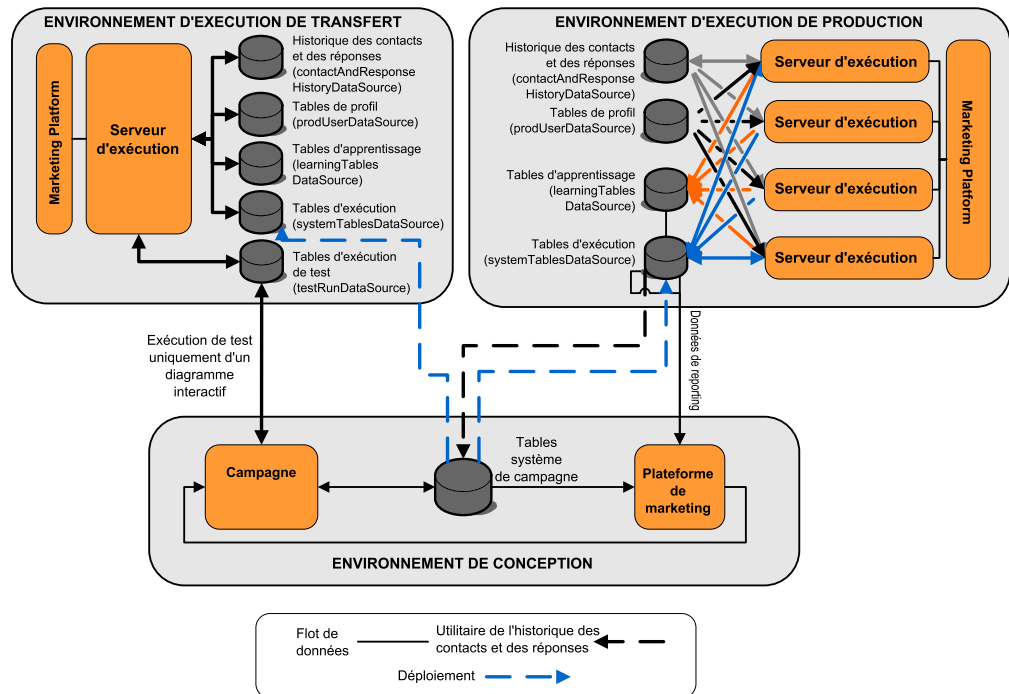 ENVIRONNEMENT D'EXECUTION DE TRANSFERT
Marketing Platform
Serveur
d'exécution
Historique des contacts
et des réponses
(contactAndResponse
HistoryDataSource)
Tables de profil
(prodUserDataSource)
Tables d'apprentissage
(learningTables
DataSource)
Tables d'exécution
(systemTablesDataSource)
Tables d'exécution
de test
(testRunDataSource)
ENVIRONNEMENT D'EXECUTION DE PRODUCTION
Historique des contacts
et des réponses
(contactAndResponse
HistoryDataSource)
Tables de profil
(prodUserDataSource)
Tables d'apprentissage
(learningTables
DataSource)
Tables d'exécution
(systemTablesDataSource)
Serveur d'exécution
Serveur d'exécution
Serveur d'exécution
Serveur d'exécution
Marketing Platform
Exécution de test
uniquement d'un
diagramme
interactif
Données de reporting
Campagne
Tables
système
de campagne
Plateforme
de
marketing
ENVIRONNEMENT DE CONCEPTION
Flot de
données
Utilitaire de l'historique des
contacts et des réponses
Déploiement